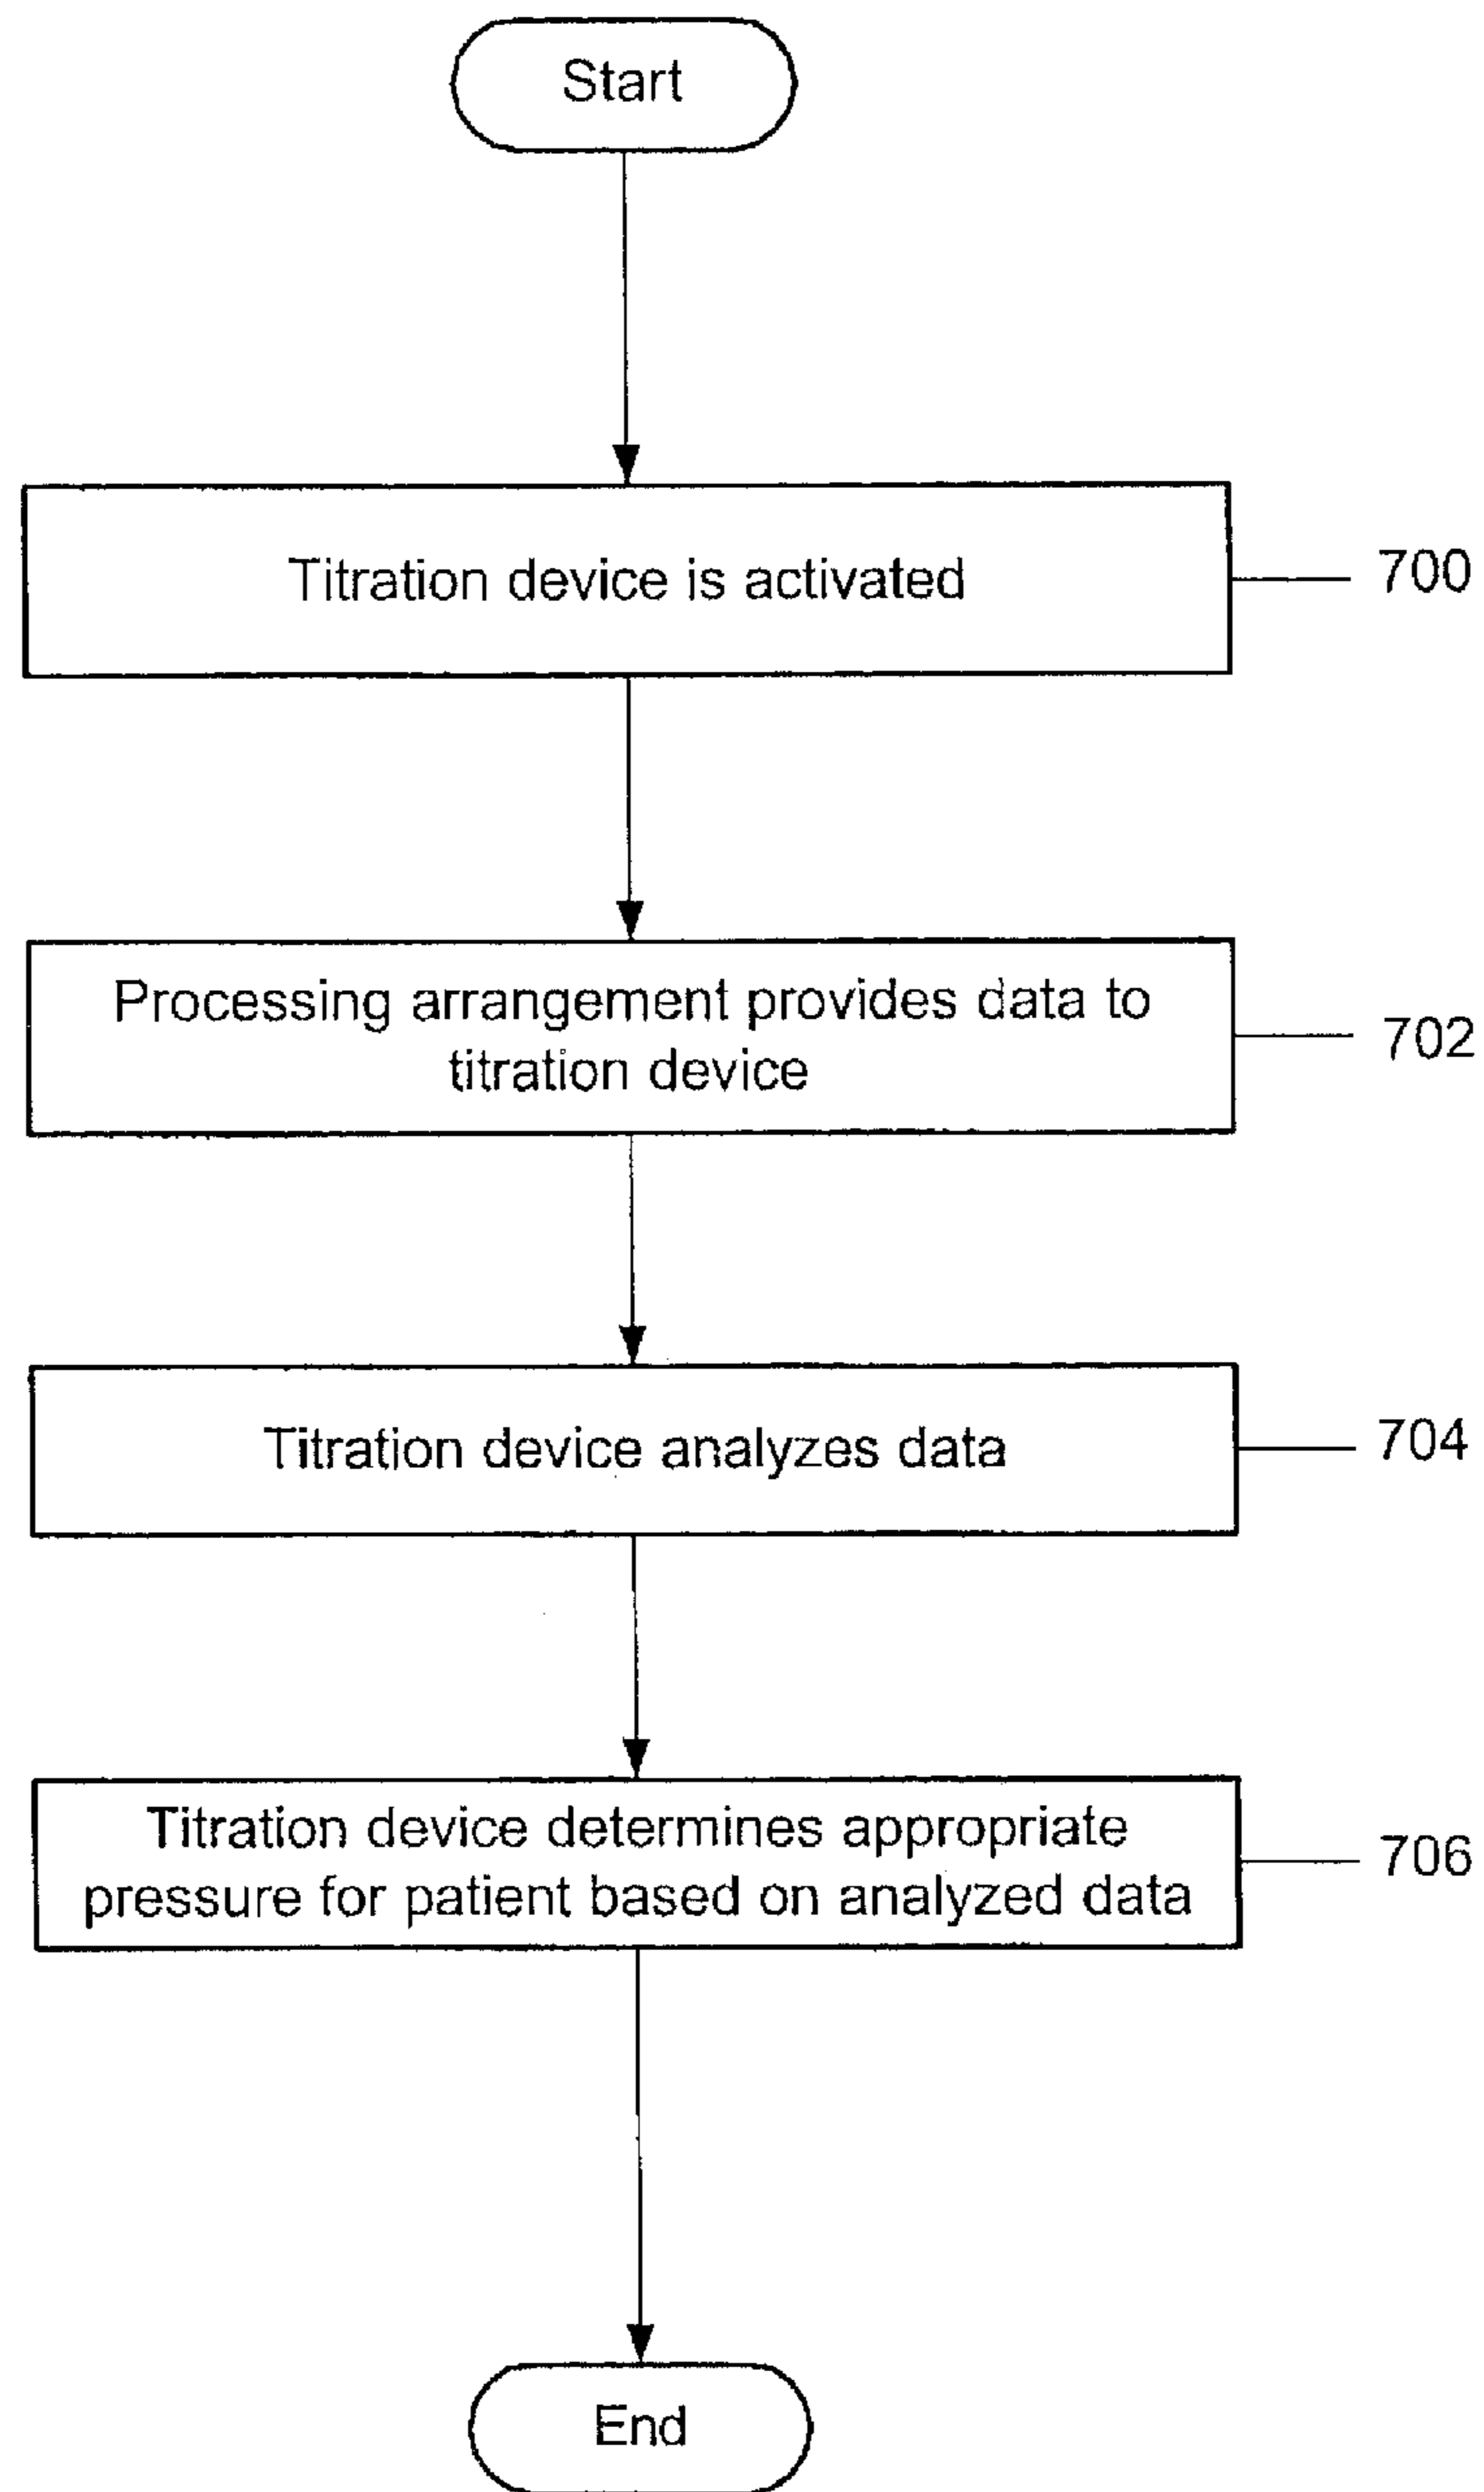 Start
Titration device is activated
700
Processing arrangement provides data to
titration device
702
Titration device analyzes data
704
Titration device determines appropriate
pressure for patient based on analyzed data
706
End